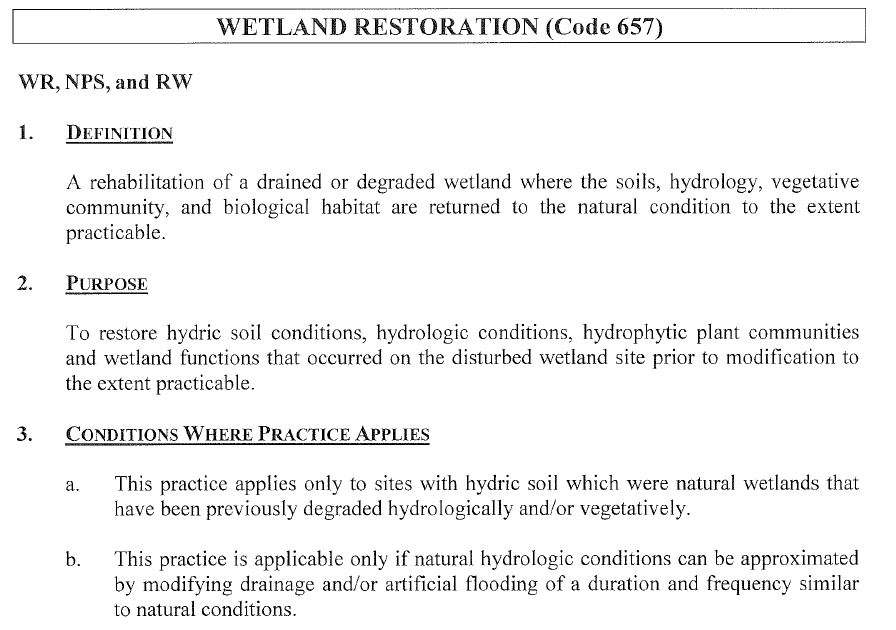 WETLAND RESTORATION (Code 657)
WR, NPS, and RW
1. DEFINITION
A rehabilitation of a drained or degraded wetland where the soils, hydrology, vegetative
community, and biological habitat are returned to the natural condition to the extent
practicable.
2. PURPOSE
To restore hydric soil conditions, hydrologic conditions, hydrophytic plant communities
and wetland functions that occurred on the disturbed wetland site prior to modification to
the extent practicable.
3. CONDITIONS WHERE PRACTICE APPLIES
a. This practice applies only to sites with hydric soil which were natural wetlands that
have been previously degraded hydrologically and/or vegetatively.
b. This practice is applicable only if natural hydrologic conditions can be approximated
by modifying drainage and/or artificial flooding of a duration and frequency similar
to natural conditions.